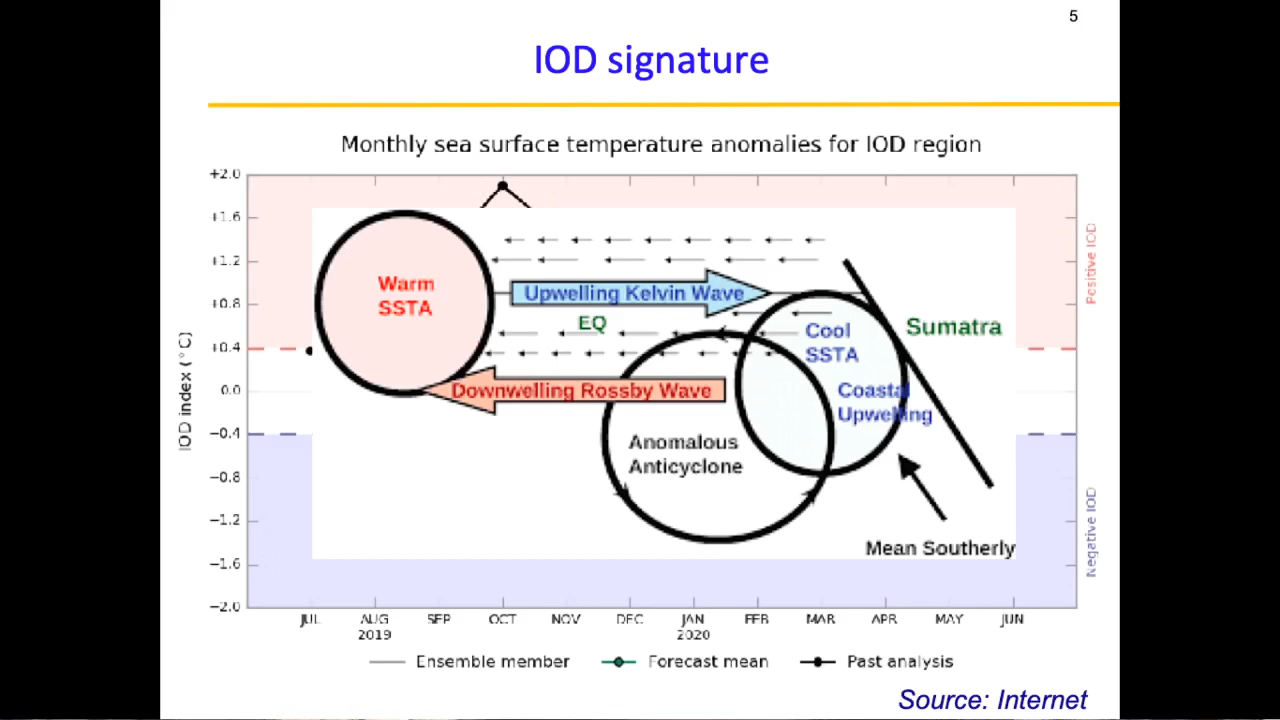 5
IOD signature
Monthly sea surface temperature anomalies for IOD region
+2.0
+1.6
+1.2
+0.8
+0.4
0.0
−0.4
−0.8
−1.2
−1.6
−2.0
IOD index (°C)
Positive IOD
Negative IOD
Warm
SSTA
Upwelling Kelvin Wave
EQ
Downwelling Rossby Wave
Cool
SSTA
Sumatra
Coastal
Upwelling
Anomalous
Anticyclone
Mean Southerly
JUL AUG SEP OCT NOV DEC JAN FEB MAR APR MAY JUN
2019 2020
Ensemble member Forecast mean Past analysis
Source: Internet